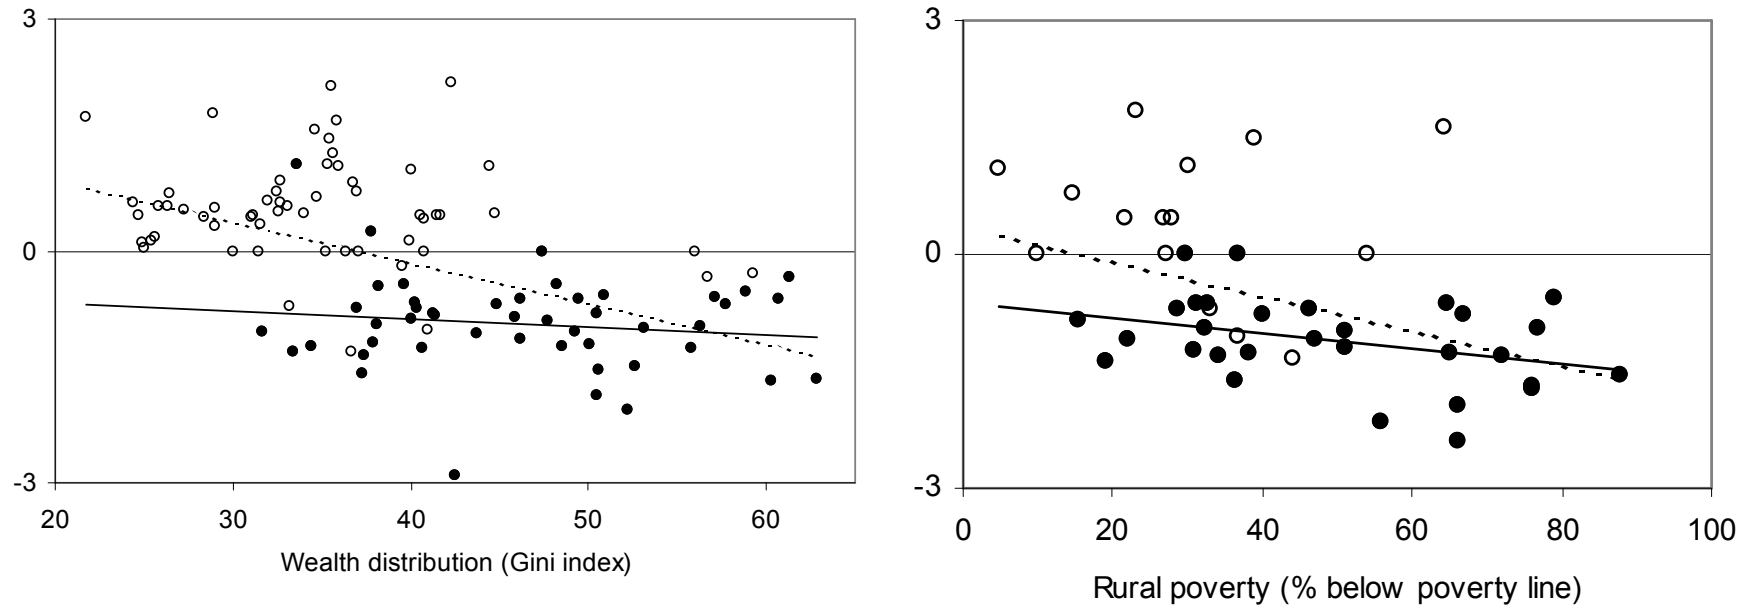 3
0
-3
20 30 40 50 60
Wealth distribution (Gini index)
3
0
-3
0 20 40 60 80 100
Rural poverty (% below poverty line)